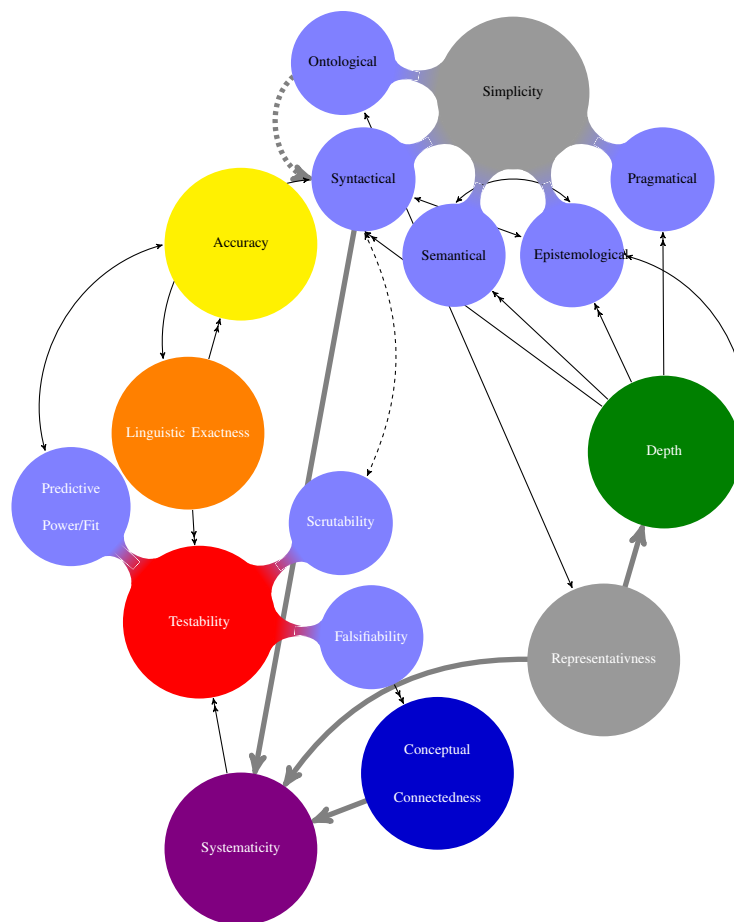 Ontological
Simplicity
Syntactical
Pragmatical
Accuracy
Semantical
Epistemological
Linguistic Exactness
Depth
Predictive
Power/Fit
Scrutability
Testability
Falsifiability
Representativness
Conceptual
Connectedness
Systematicity